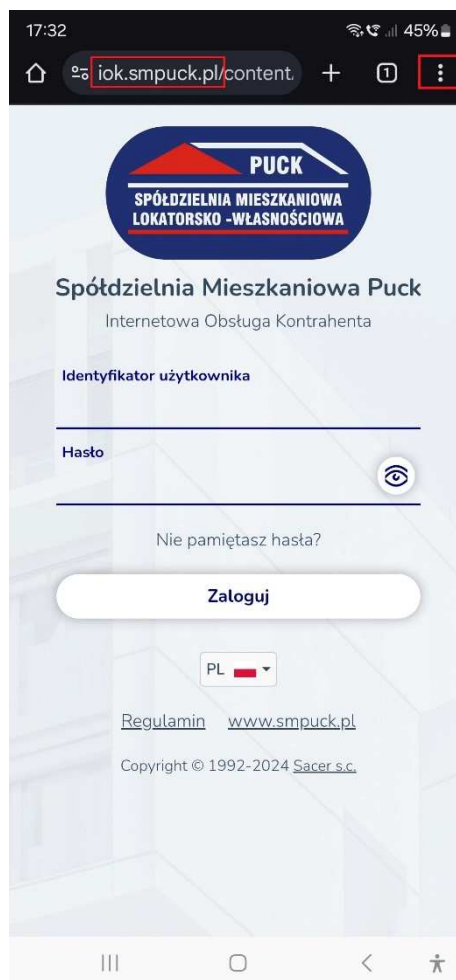 17:32
45%
iok.smpuck.pl/content.
1
PUCK
SPÓŁDZIELNIA MIESZKANIOWA
LOKATORSKO -WŁASNOŚCIOWA
Spółdzielnia Mieszkaniowa Puck
Internetowa Obsługa Kontrahenta
Identyfikator użytkownika
Hasło
Nie pamiętasz hasła?
Zaloguj
PL
Regulamin www.smpuck.pl
Copyright © 1992-2024 Sacer s.c.